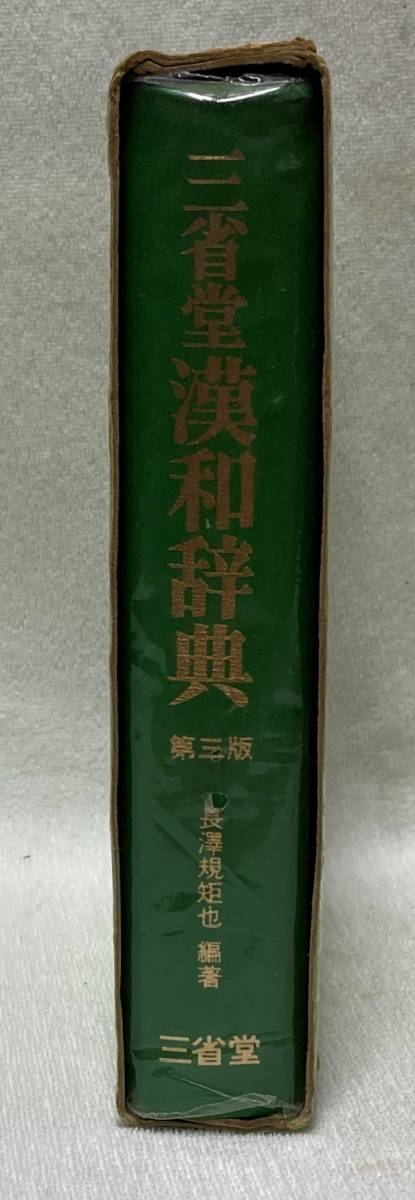 三省堂漢和辞典
第三版
長澤規矩也 編著
三省堂